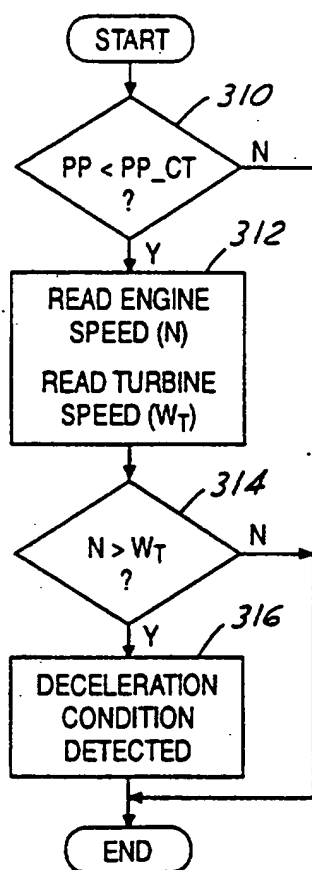 START
310
PP < PP_CT
?
N
Y
312
READ ENGINE
SPEED (N)
READ TURBINE
SPEED (WT)
314
N > WT
?
N
Y
316
DECELERATION
CONDITION
DETECTED
END